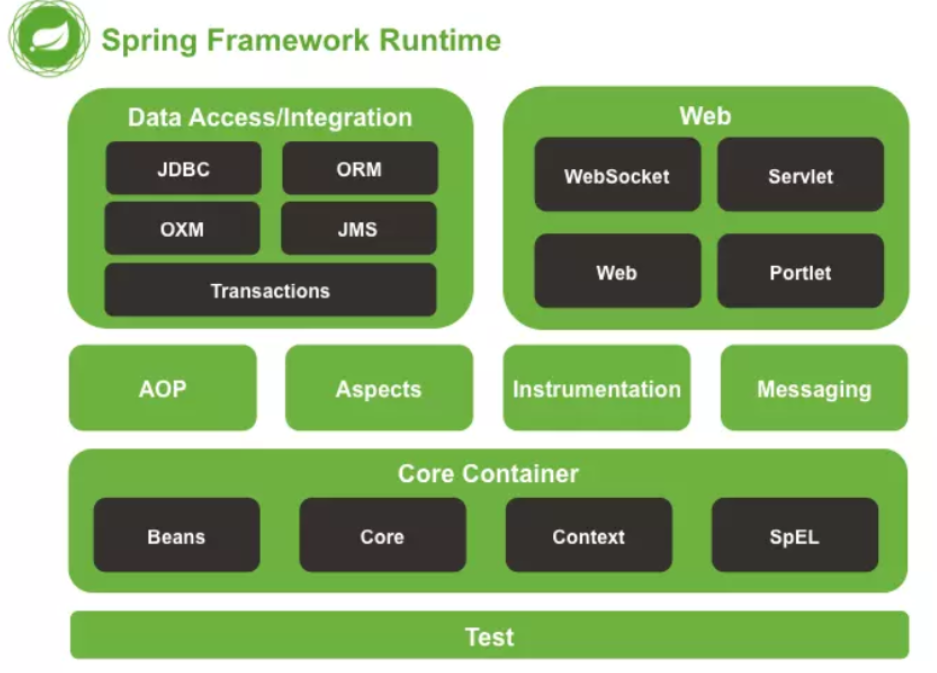 Spring Framework Runtime
Data Access/Integration
JDBC
ORM
OXM
JMS
Transactions
Web
WebSocket
Servlet
Web
Portlet
AOP
Aspects
Instrumentation
Messaging
Core Container
Beans
Core
Context
SpEL
Test